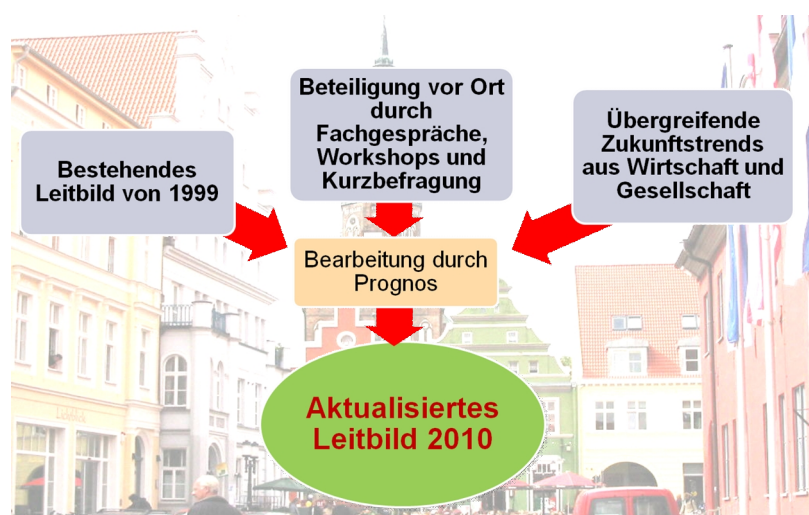 Bestehendes
Leitbild von 1999
Beteiligung vor Ort
durch
Fachgespräche,
Workshops und
Kurzbefragung
Übergreifende
Zukunftstrends
aus Wirtschaft und
Gesellschaft
Bearbeitung durch
Prognos
Aktualisiertes
Leitbild 2010